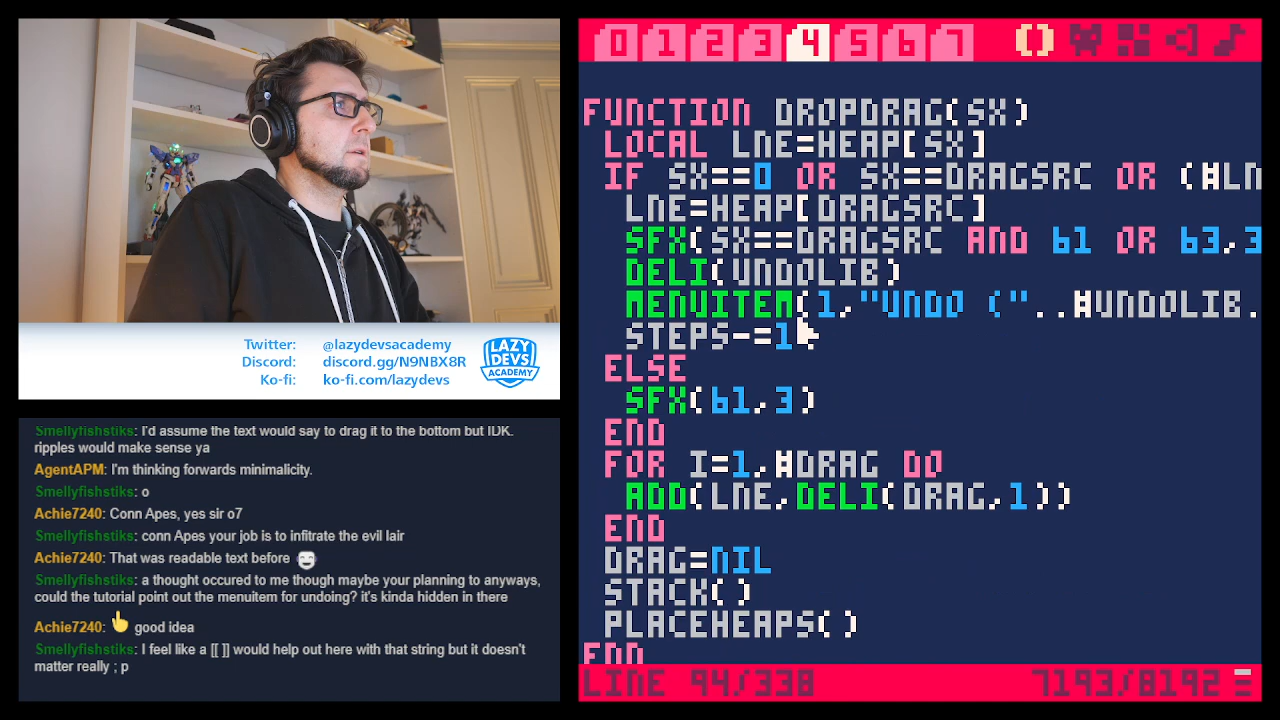 Twitter: @lazydevsacademy
Discord: discord.gg/N9NBX8R
Ko-fi: ko-fi.com/lazydevs
LAZY
DEVS
ACADEMY
Smellyfishstiks: I'd assume the text would say to drag it to the bottom but IDK.
ripples would make sense ya
AgentAPM: I'm thinking forwards minimalicity.
Smellyfishstiks: o
Achie7240: Conn Apes, yes sir o7
Smellyfishstiks: conn Apes your job is to infitrate the evil lair
Achie7240: That was readable text before
Smellyfishstiks: a thought occured to me though maybe your planning to anyways,
could the tutorial point out the menuitem for undoing? it's kinda hidden in there
Achie7240: good idea
Smellyfishstiks: I feel like a [[ ]] would help out here with that string but it doesn't
matter really ; p
0 1 2 3 4 5 6 7 ()
FUNCTION DROPDRAG(SX)
LOCAL LNE=HEAP[SX]
IF SX==0 OR SX==DRAGSRC OR (#LN
LNE=HEAP[DRAGSRC]
SFX(SX==DRAGSRC AND 61 OR 63,3
DELI(UNDOLIB)
MENUITEM(1,"UNDO ("..#UNDOLIB.
STEPS-=1
ELSE
SFX(61,3)
END
FOR I=1,#DRAG DO
ADD(LNE,DELI(DRAG,1))
END
DRAG=NIL
STACK()
PLACEHEAPS()
END
LINE 94/338 7193/8192